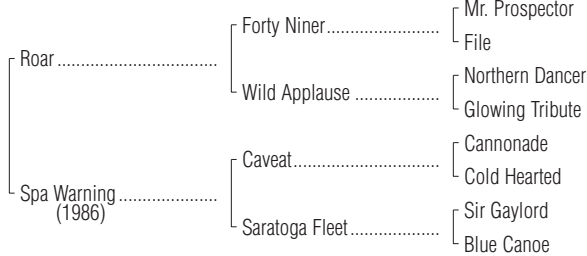 Mr. Prospector
Forty Niner........................
File
Roar ..................................
Northern Dancer
Wild Applause ..................
Glowing Tribute
Cannonade
Caveat...............................
Cold Hearted
Spa Warning.....................
(1986)
Sir Gaylord
Saratoga Fleet...................
Blue Canoe